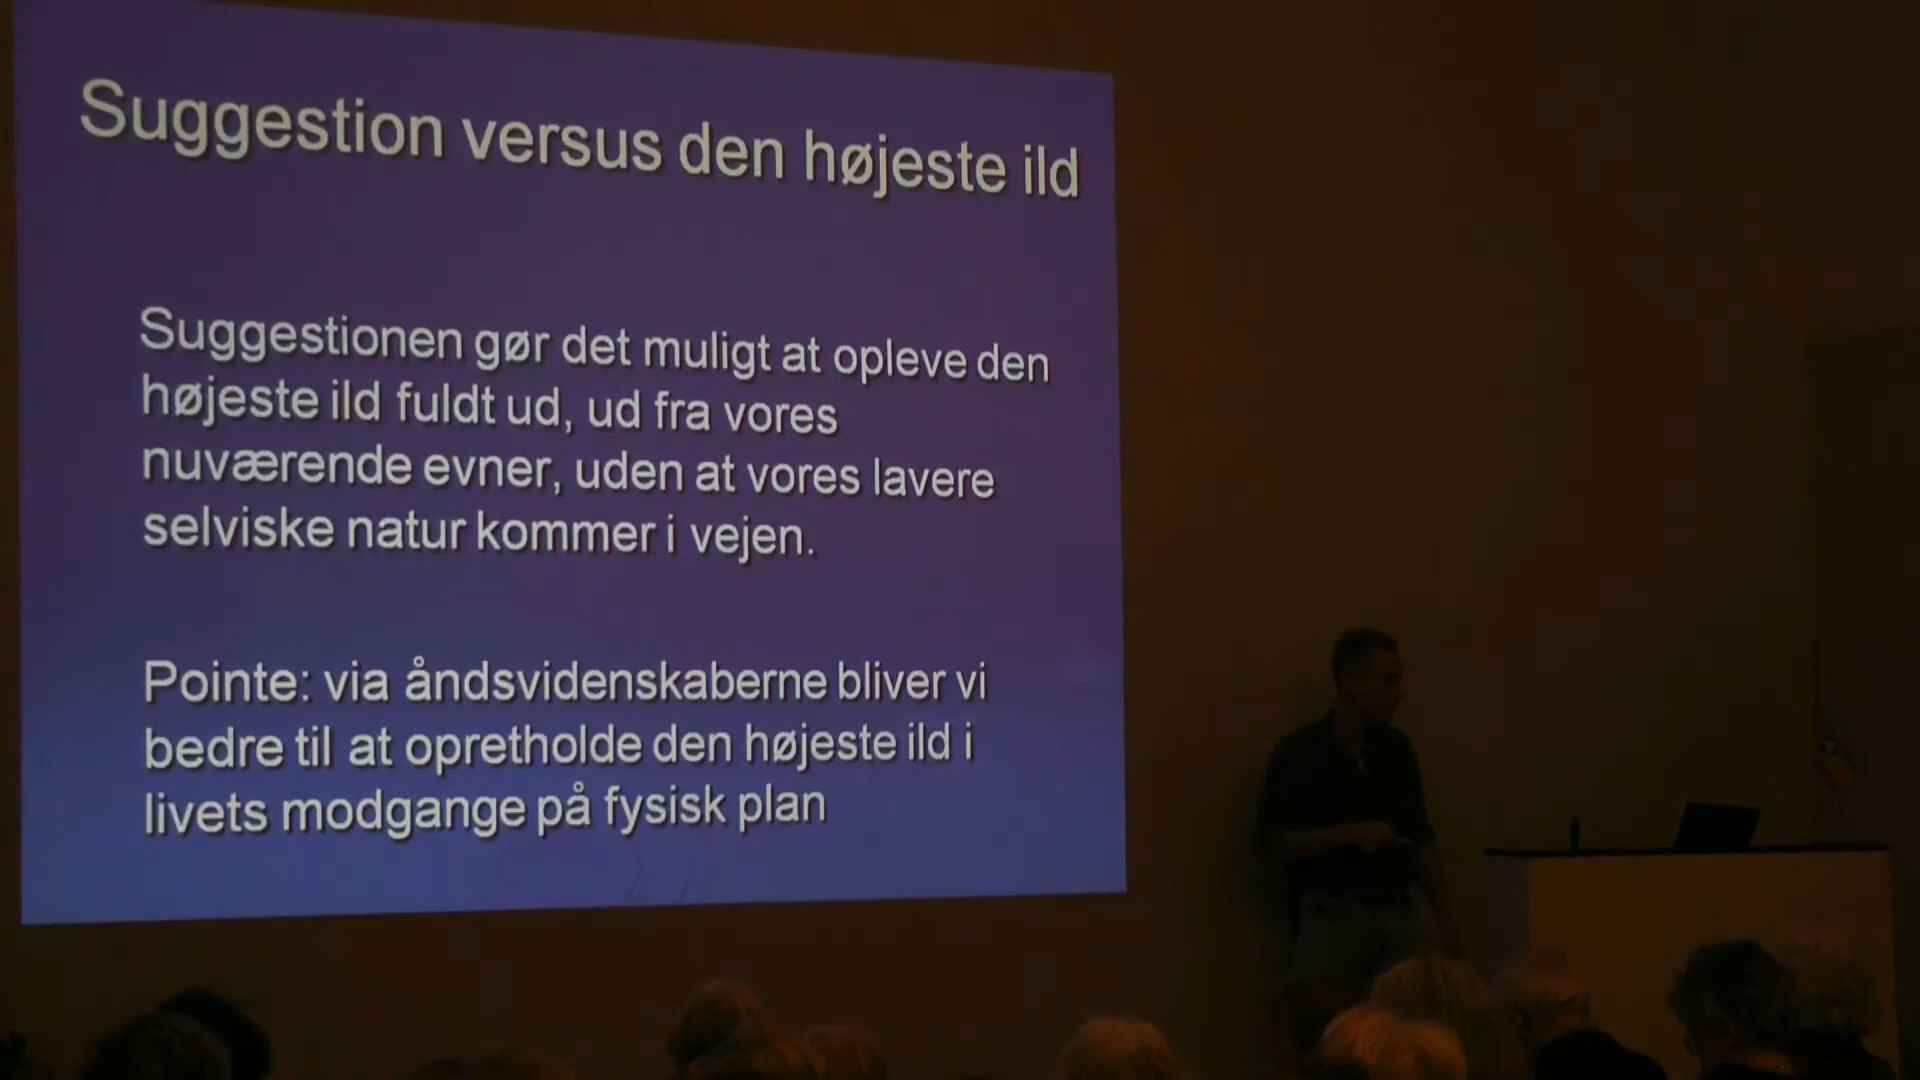 Suggestion versus den højeste ild
Suggestionen gør det muligt at opleve den
højeste ild fuldt ud, ud fra vores
nuværende evner, uden at vores lavere
selviske natur kommer i vejen.
Pointe: via åndsvidenskaberne bliver vi
bedre til at opretholde den højeste ild i
livets modgange på fysisk plan